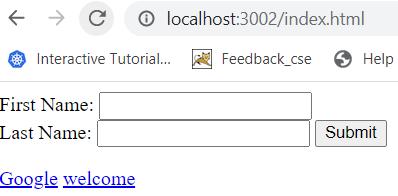 localhost:3002/index.html
Interactive Tutorial... Feedback_cse Help
First Name:
Last Name: Submit
Google welcome